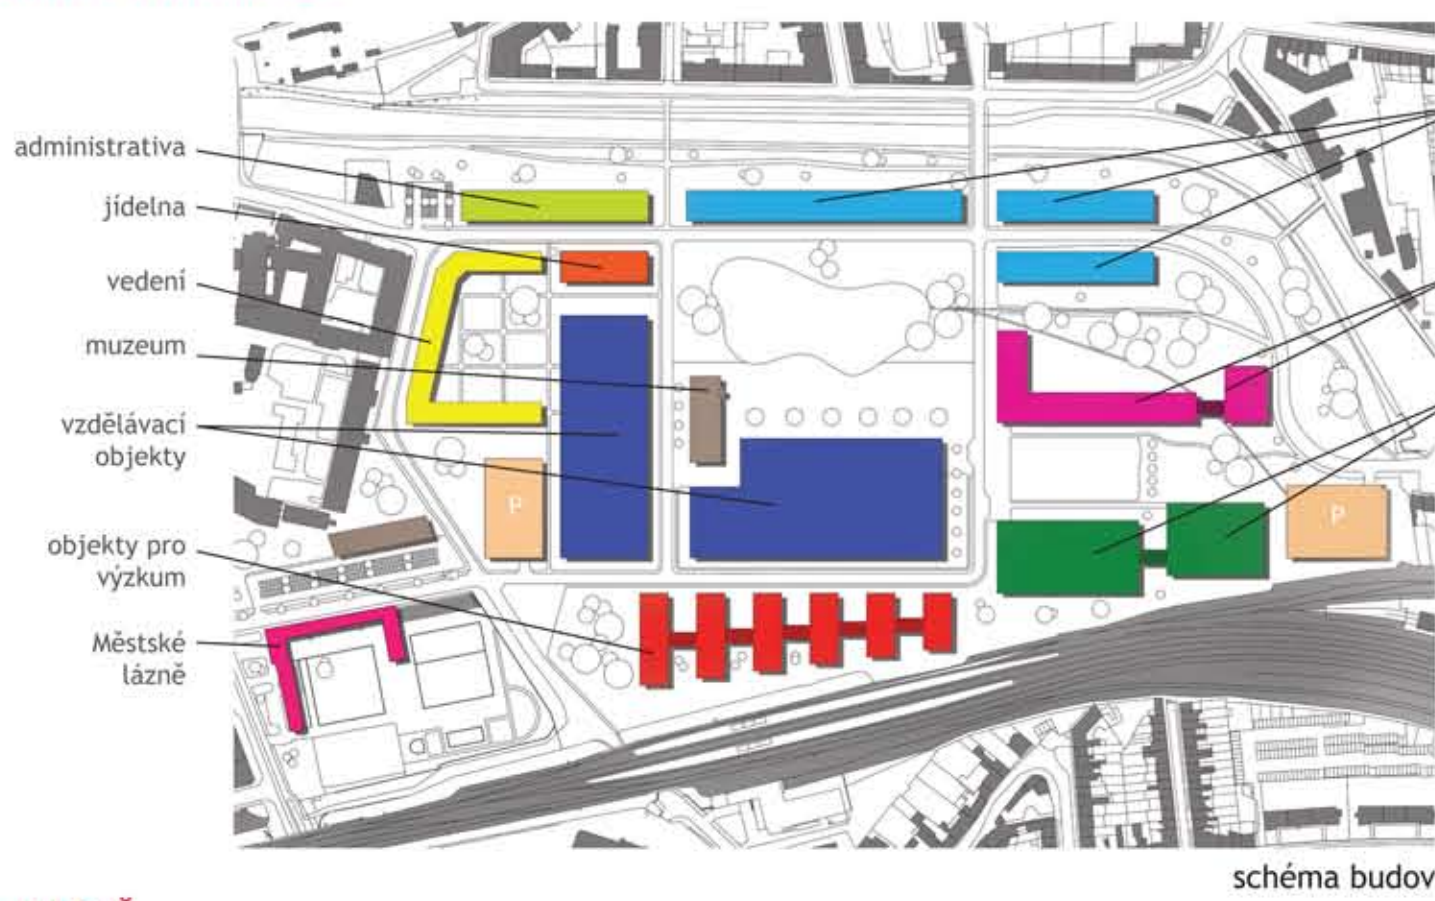 administrativa
jídelna
vedení
muzeum
vzdělávací
objekty
objekty pro
výzkum
Městské
lázně
P
P
schéma budov